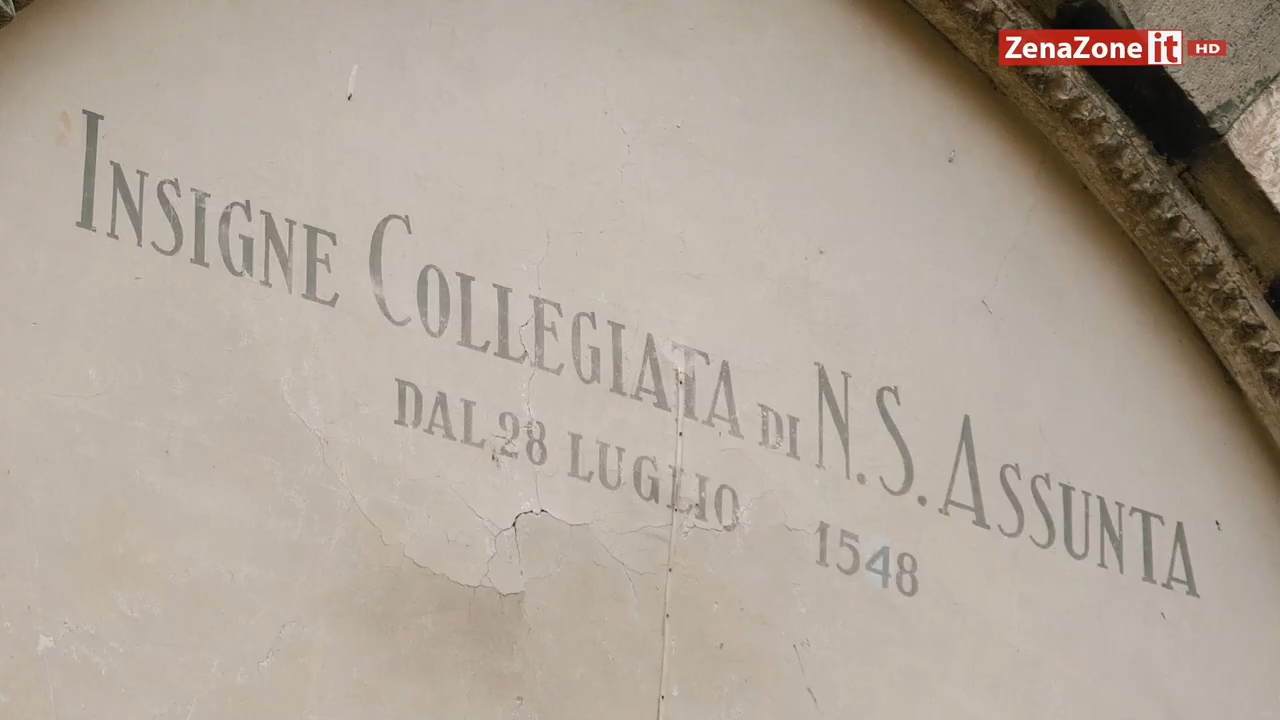 ZenaZone it HD
INSIGNE COLLEGIATA DI N.S. ASSUNTA
DAL 28 LUGLIO 1548